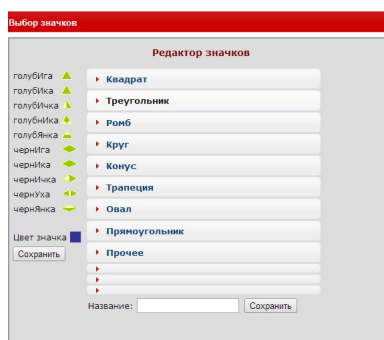 Выбор значков
Редактор значков
голубИга
голубИка
голубИчка
голубнИка
голубЯнка
чернИга
чернИка
чернИчка
чернУха
чернЯнка
Цвет значка
Сохранить
Квадрат
Треугольник
Ромб
Круг
Конус
Трапеция
Овал
Прямоугольник
Прочее
Название:
Сохранить